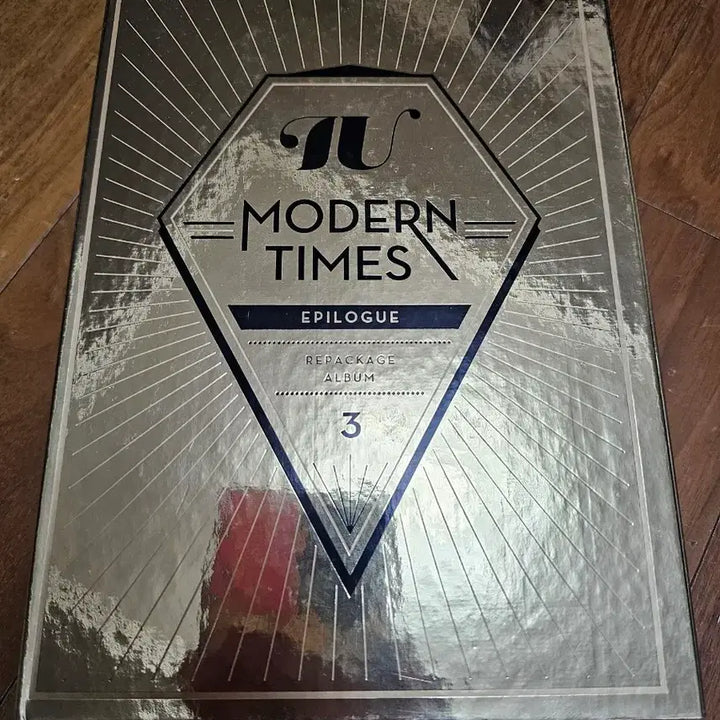 IU
MODERN
TIMES
EPILOGUE
REPACKAGE
ALBUM
3